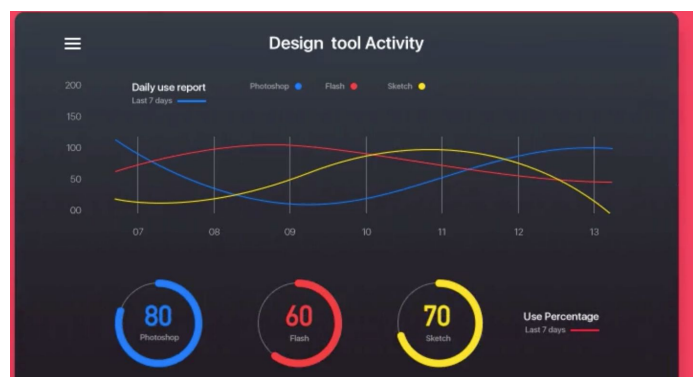 Design tool Activity
200
Daily use report
Last 7 days
Photoshop
Flash
Sketch
150
100
50
00
07
08
09
10
11
12
13
80
Photoshop
60
Flash
70
Sketch
Use Percentage
Last 7 days